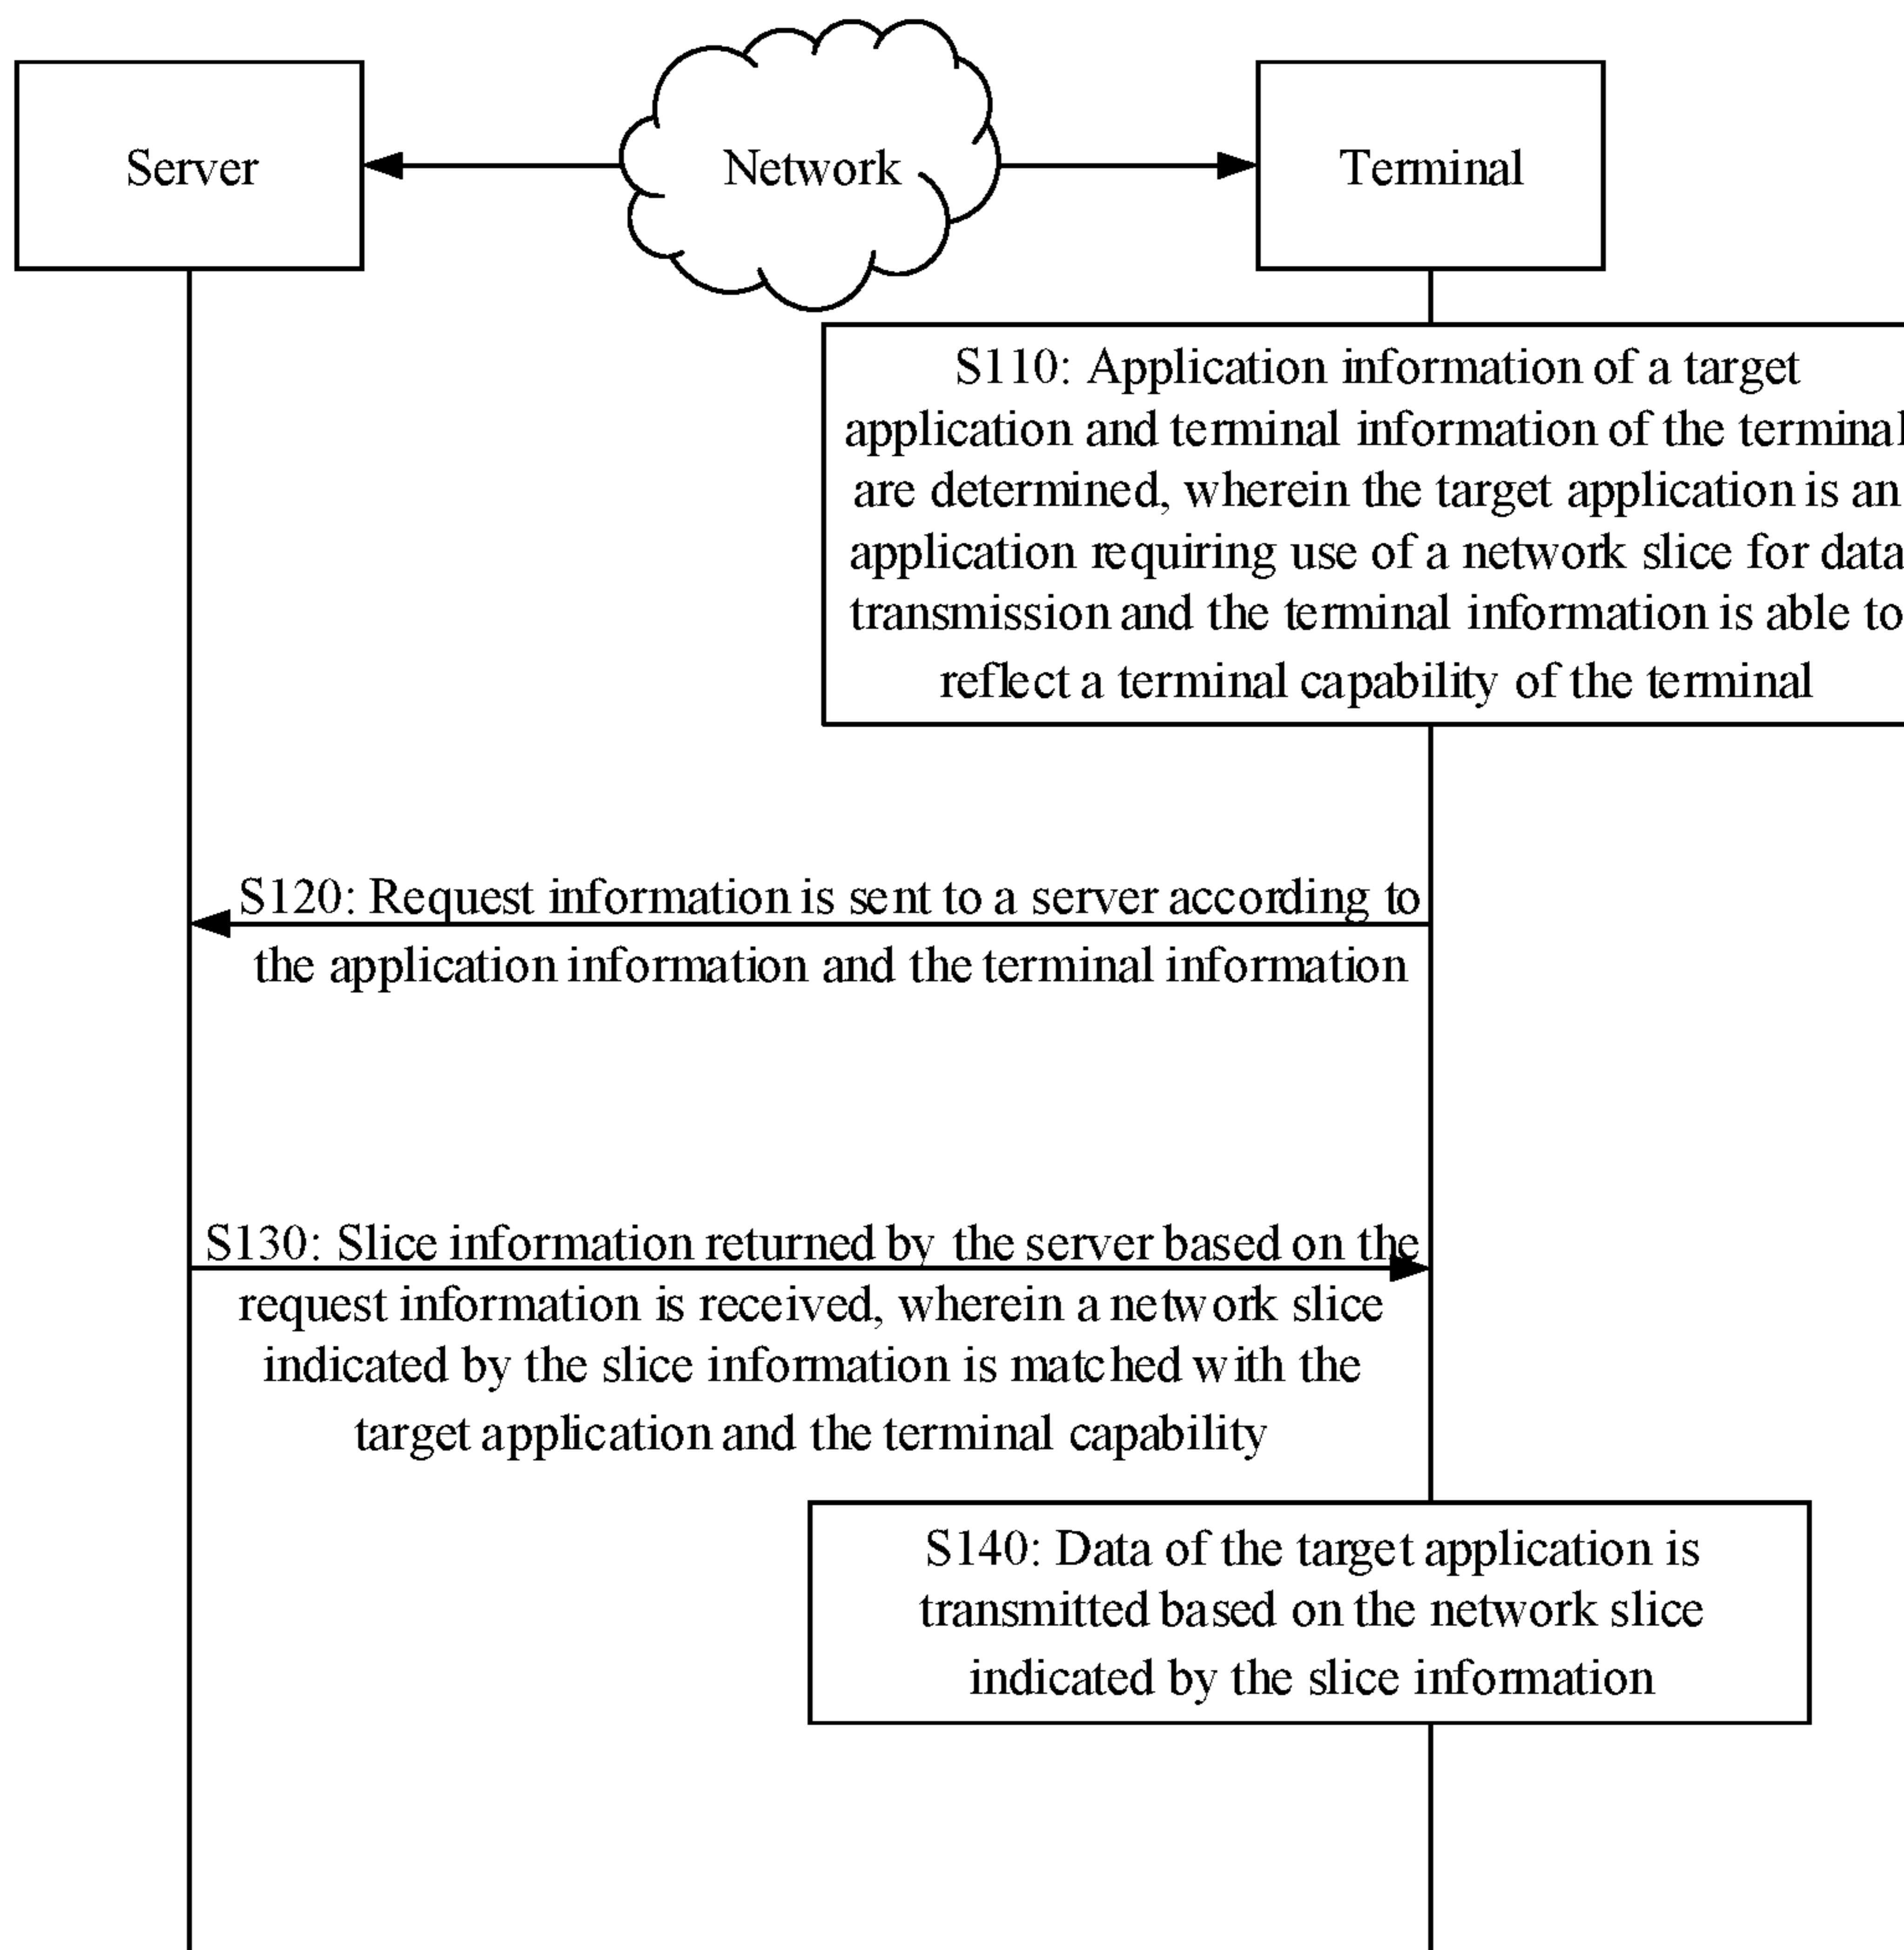 Server
Network
Terminal
S110: Application information of a target
application and terminal information of the terminal
are determined, wherein the target application is an
application requiring use of a network slice for data
transmission and the terminal information is able to
reflect a terminal capability of the terminal
S120: Request information is sent to a server according to
the application information and the terminal information
S130: Slice information returned by the server based on the
request information is received, wherein a network slice
indicated by the slice information is matched with the
target application and the terminal capability
S140: Data of the target application is
transmitted based on the network slice
indicated by the slice information